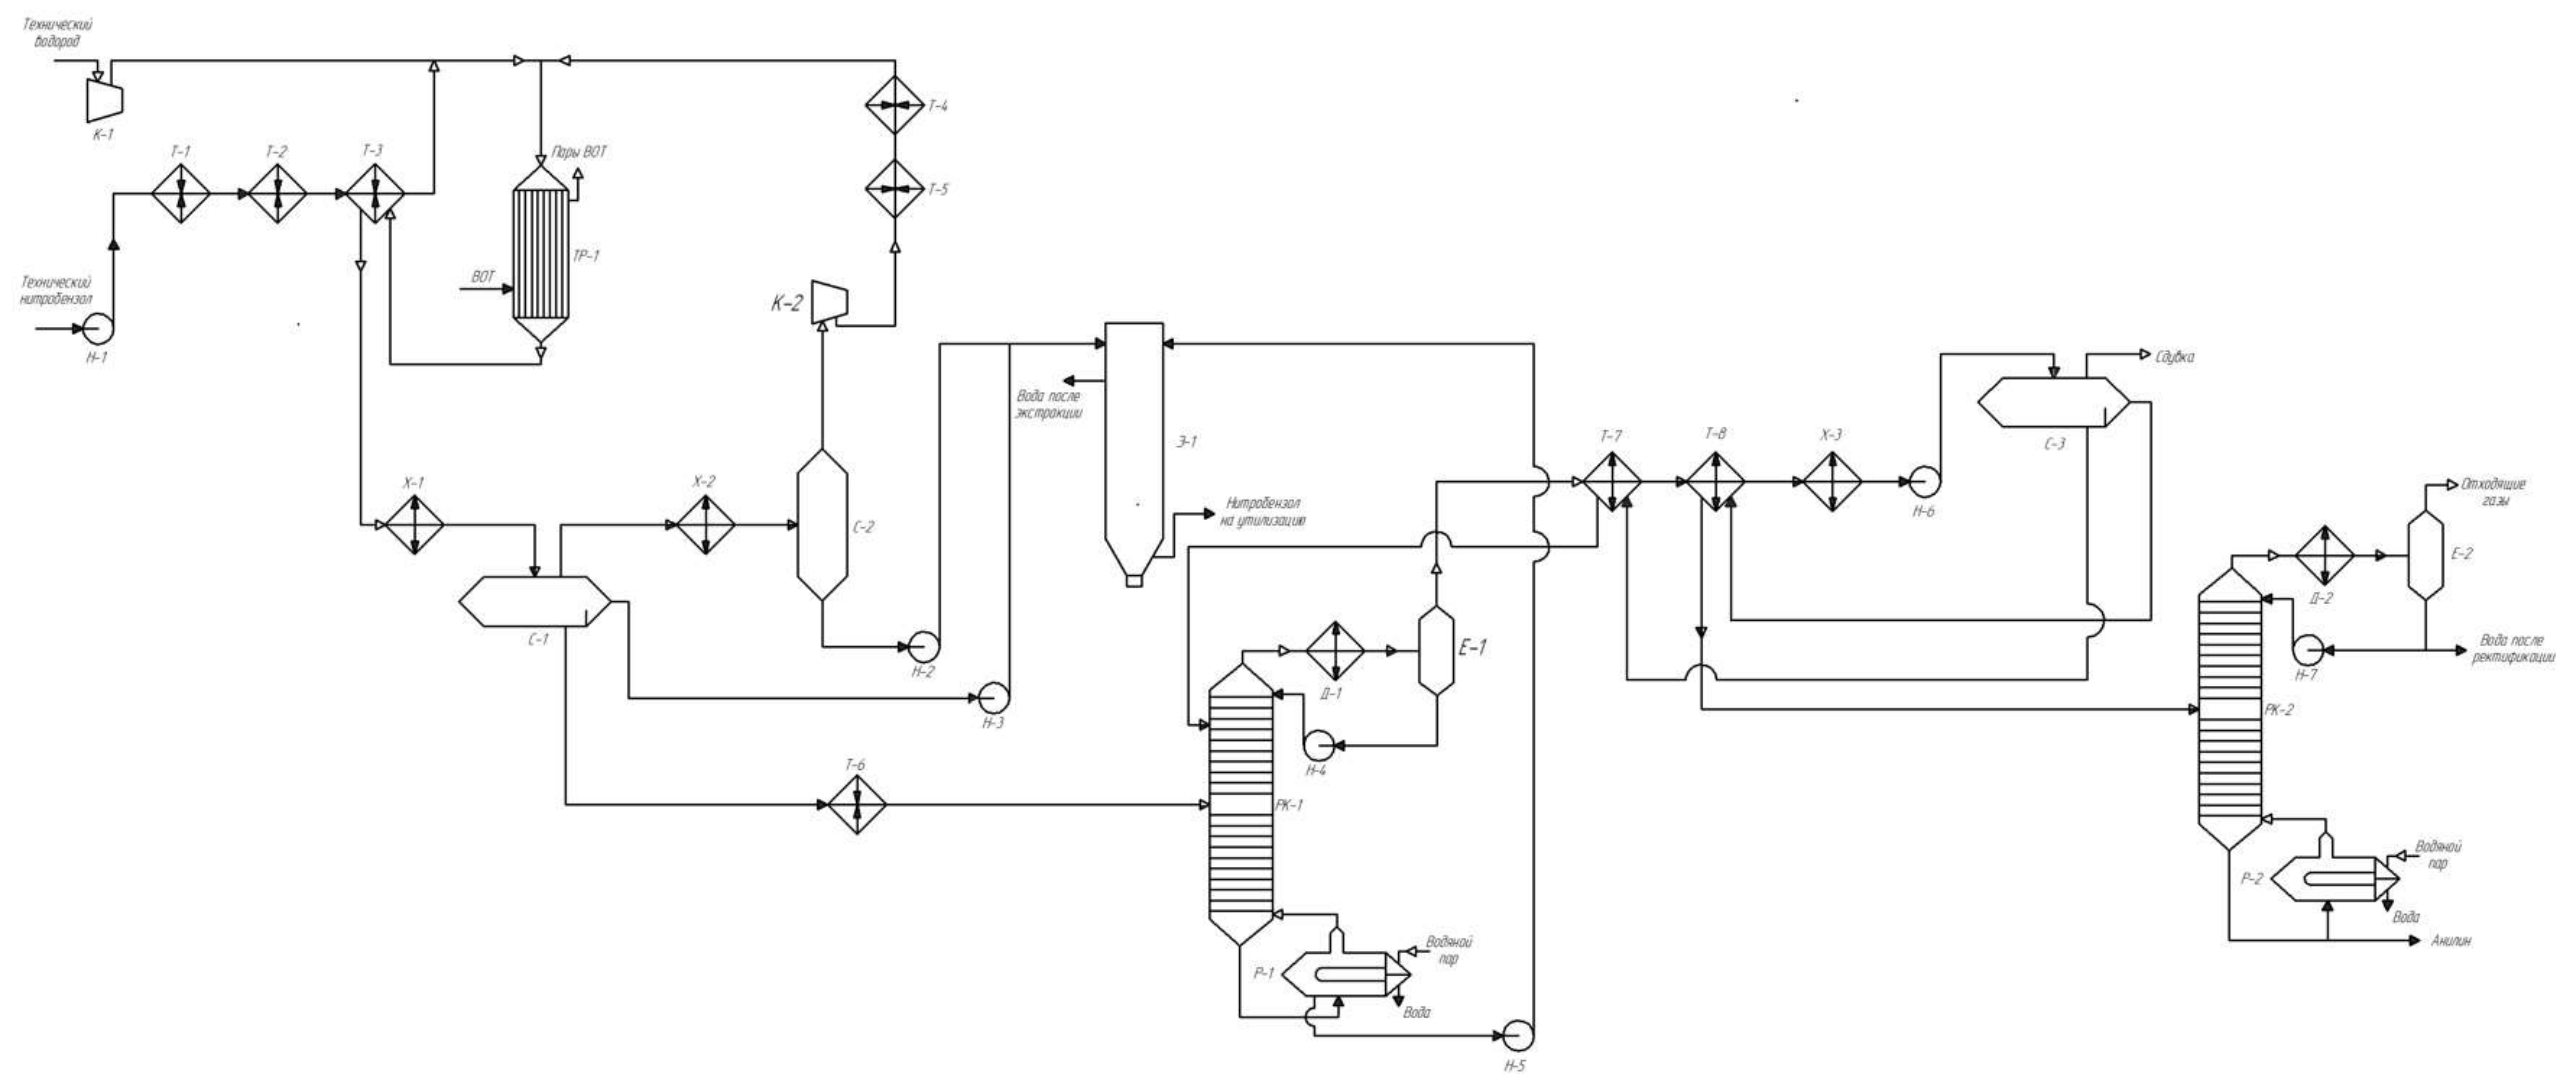 Технический
водород
К-1
Т-1
Т-2
Т-3
Технический
нитробензол
Н-1
Пары ВОТ
ВОТ
ТР-1
Т-4
Т-5
К-2
Х-1
Х-2
С-1
С-2
Н-2
Н-3
Т-6
Вода после
экстракции
Э-1
Нитробензол
на утилизацию
РК-1
Д-1
Е-1
Н-4
Р-1
Водяной
пар
Вода
Н-5
Т-7
Т-8
Х-3
Н-6
С-3
Сдувка
Отходящие
газы
Е-2
Д-2
Н-7
Вода после
ректификации
РК-2
Р-2
Водяной
пар
Вода
Анилин